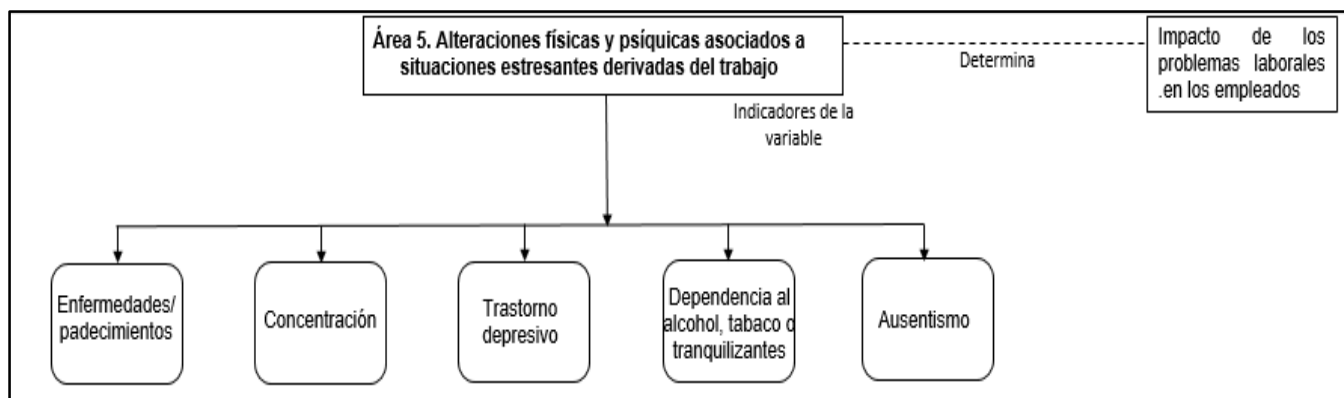 Área 5. Alteraciones físicas y psíquicas asociados a
situaciones estresantes derivadas del trabajo
Determina
Impacto de los
problemas laborales
.en los empleados
Indicadores de la
variable
Enfermedades/
padecimientos
Concentración
Trastorno
depresivo
Dependencia al
alcohol, tabaco o
tranquilizantes
Ausentismo